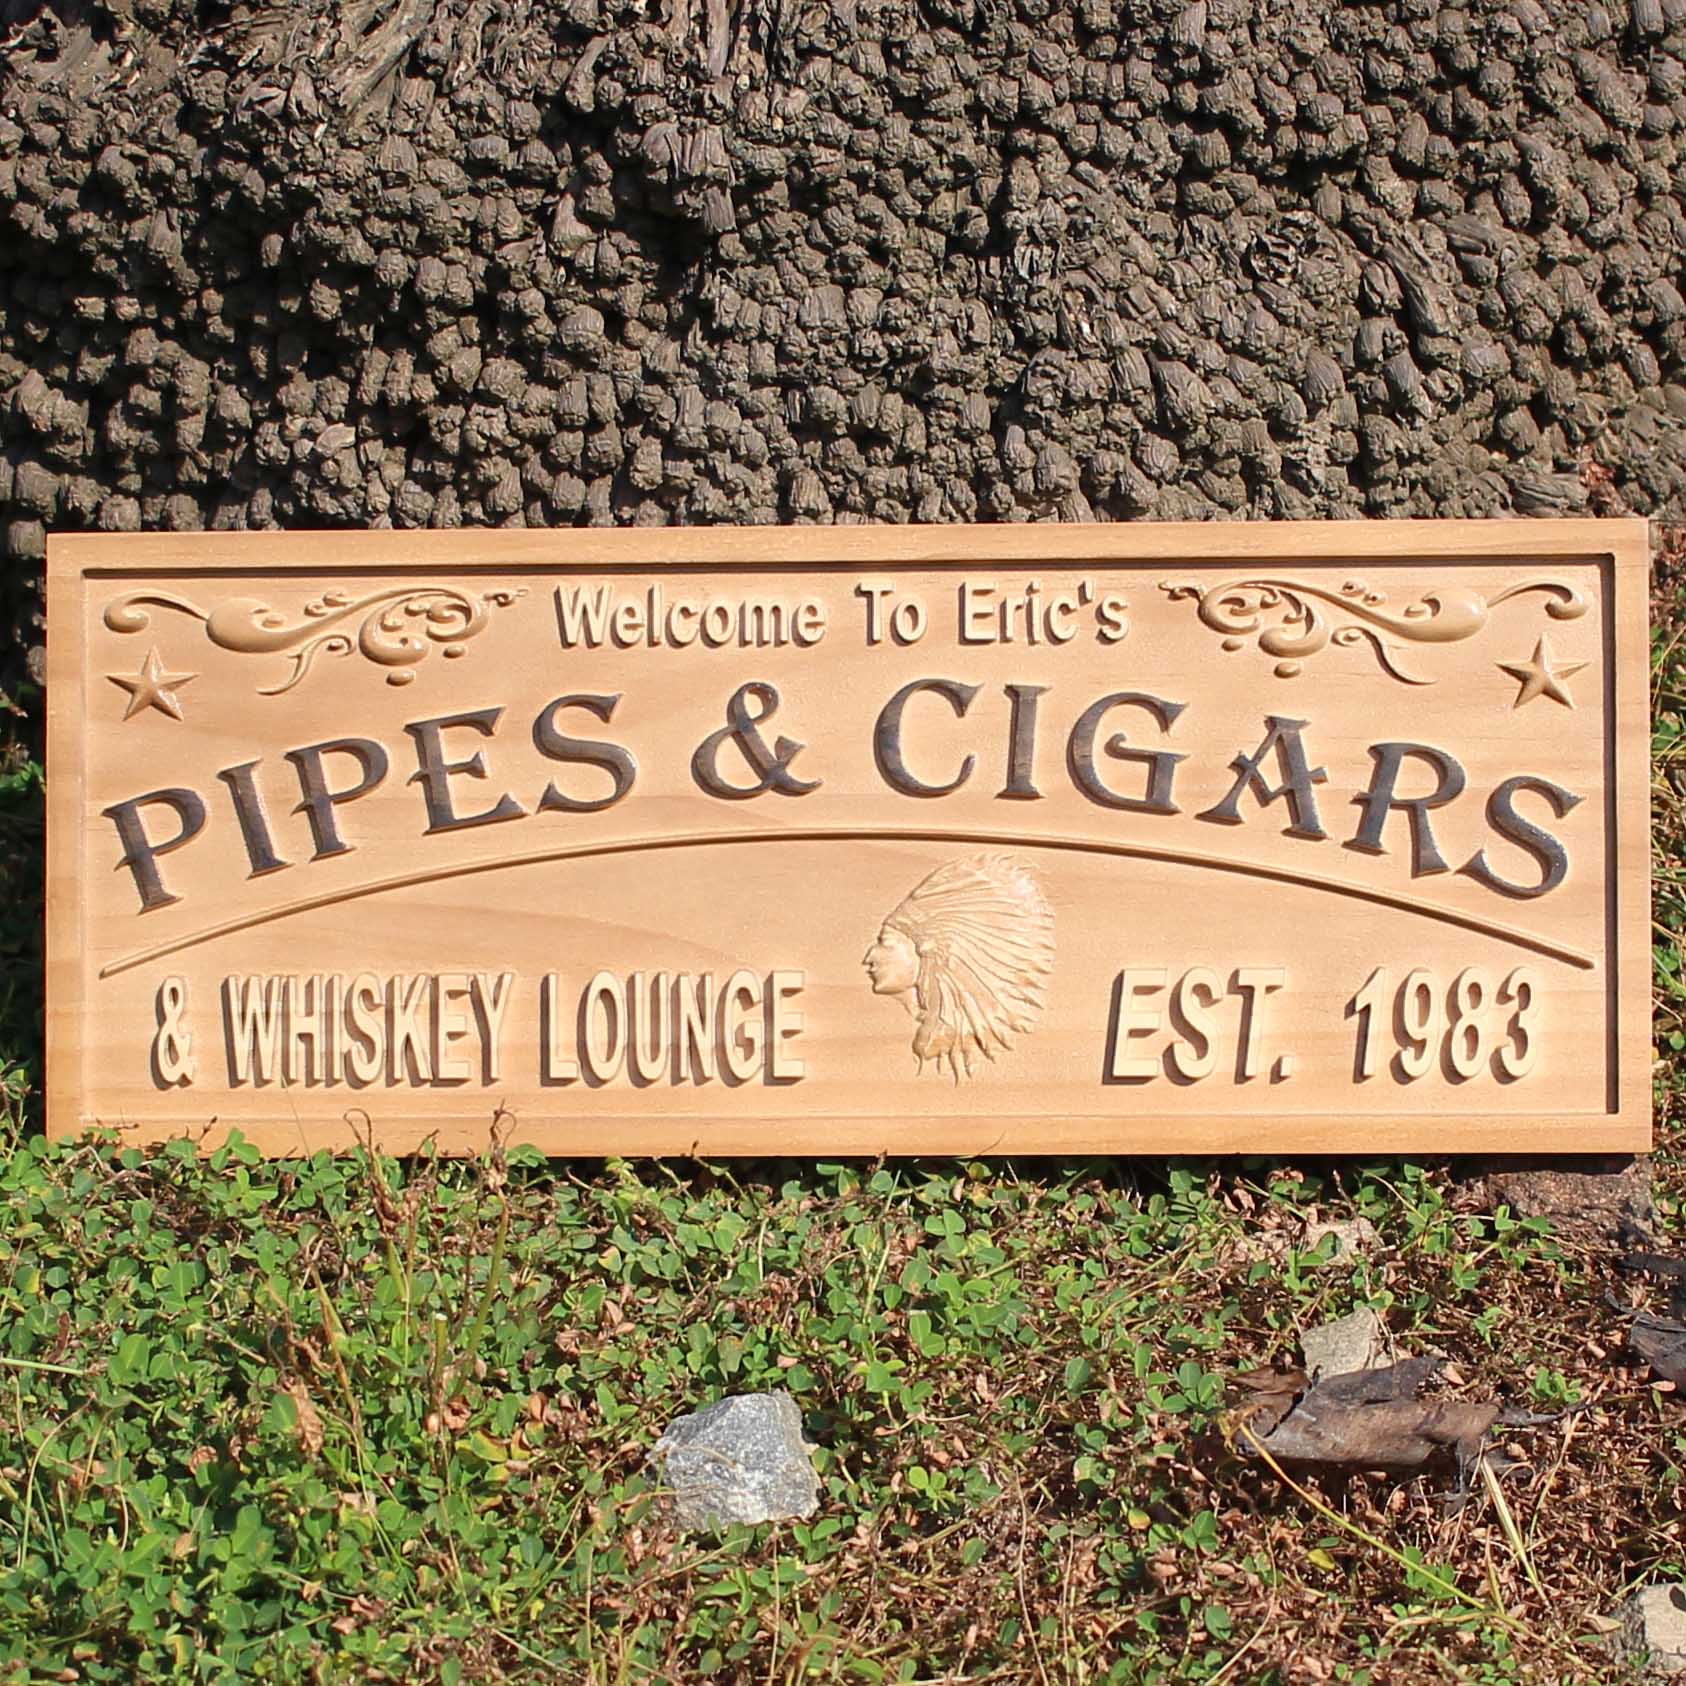 Welcome To Eric's
PIPES & CIGARS
& WHISKEY LOUNGE EST. 1983